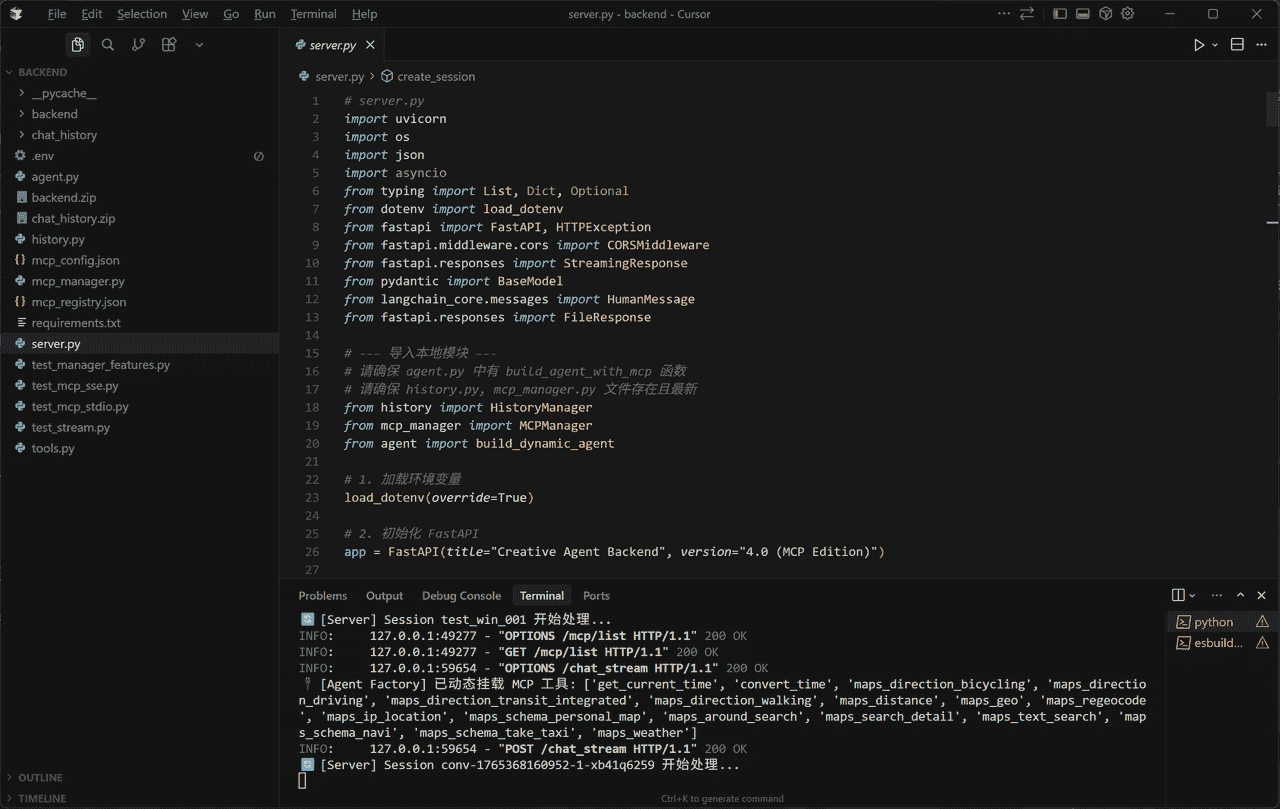 File Edit Selection View Go Run Terminal Help
server.py - backend - Cursor
server.py
BACKEND
__pycache__
backend
chat_history
.env
agent.py
backend.zip
chat_history.zip
history.py
mcp_config.json
mcp_manager.py
mcp_registry.json
requirements.txt
server.py
test_manager_features.py
test_mcp_sse.py
test_mcp_stdio.py
test_stream.py
tools.py
OUTLINE
TIMELINE
server.py > create_session
1 # server.py
2 import uvicorn
3 import os
4 import json
5 import asyncio
6 from typing import List, Dict, Optional
7 from dotenv import load_dotenv
8 from fastapi import FastAPI, HTTPException
9 from fastapi.middleware.cors import CORSMiddleware
10 from fastapi.responses import StreamingResponse
11 from pydantic import BaseModel
12 from langchain_core.messages import HumanMessage
13 from fastapi.responses import FileResponse
14
15 # --- 导入本地模块 ---
16 # 请确保 agent.py 中有 build_agent_with_mcp 函数
17 # 请确保 history.py, mcp_manager.py 文件存在且最新
18 from history import HistoryManager
19 from mcp_manager import MCPManager
20 from agent import build_dynamic_agent
21
22 # 1. 加载环境变量
23 load_dotenv(override=True)
24
25 # 2. 初始化 FastAPI
26 app = FastAPI(title="Creative Agent Backend", version="4.0 (MCP Edition)")
27
Problems Output Debug Console Terminal Ports
[Server] Session test_win_001 开始处理...
INFO: 127.0.0.1:49277 - "OPTIONS /mcp/list HTTP/1.1" 200 OK
INFO: 127.0.0.1:49277 - "GET /mcp/list HTTP/1.1" 200 OK
INFO: 127.0.0.1:59654 - "OPTIONS /chat_stream HTTP/1.1" 200 OK
[Agent Factory] 已动态挂载 MCP 工具: ['get_current_time', 'convert_time', 'maps_direction_bicycling', 'maps_directio
n_driving', 'maps_direction_transit_integrated', 'maps_direction_walking', 'maps_distance', 'maps_geo', 'maps_regeocode
', 'maps_ip_location', 'maps_schema_personal_map', 'maps_around_search', 'maps_search_detail', 'maps_text_search', 'map
s_schema_navi', 'maps_schema_take_taxi', 'maps_weather']
INFO: 127.0.0.1:59654 - "POST /chat_stream HTTP/1.1" 200 OK
[Server] Session conv-1765368160952-1-xb41q6259 开始处理...
python
esbuild...
Ctrl+K to generate command